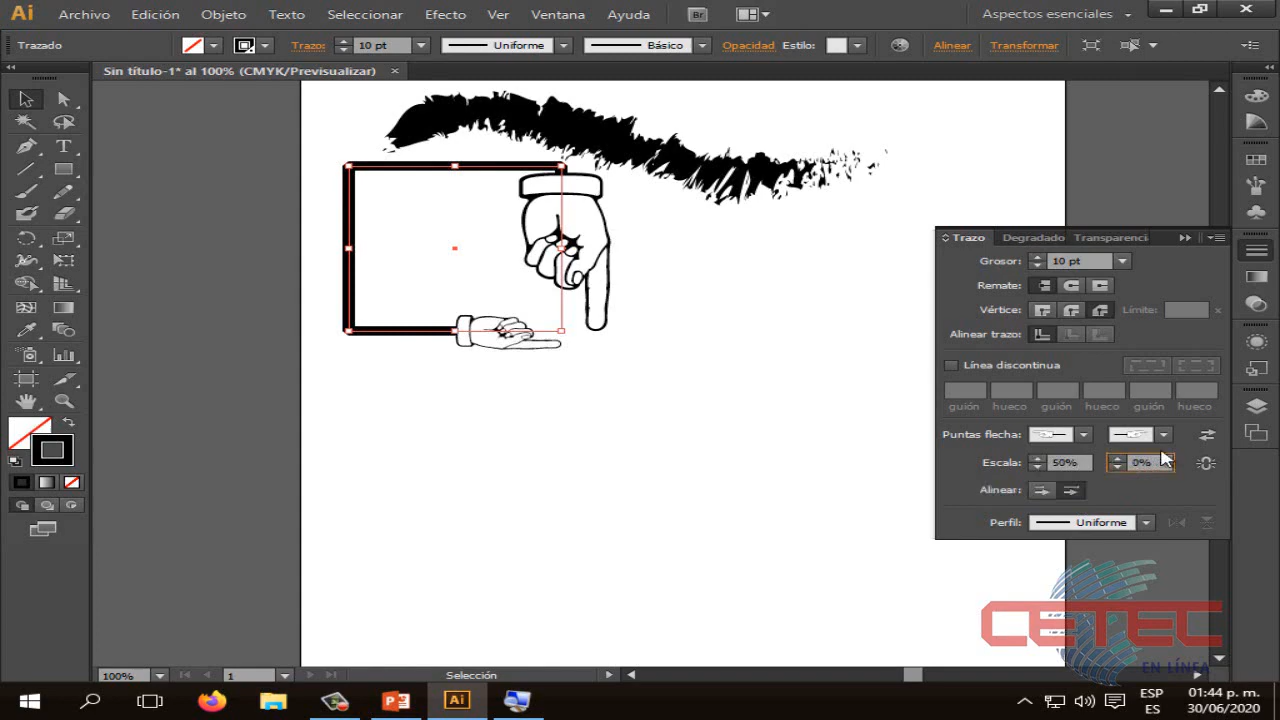 Ai Archivo Edición Objeto Texto Seleccionar Efecto Ver Ventana Ayuda Br Aspectos esenciales
Trazado Trazo: 10 pt Uniforme Básico Opacidad Estilo: Alinear Transformar
Sin título-1* al 100% (CMYK/Previsualizar) ×
Trazo Degradado Transparenci
Grosor: 10 pt
Remate:
Vértice: Límite: x
Alinear trazo:
Línea discontinua
guión hueco guión hueco guión hueco
Puntas flecha:
Escala: 50% 0%
Alinear:
Perfil: Uniforme
CETEC
EN LÍNEA
100% 1 Selección
Ai ESP 01:44 p. m.
ES 30/06/2020